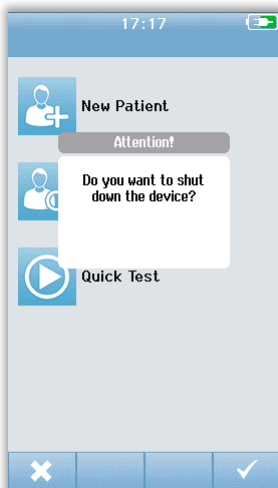 17:17
New Patient
Attention!
Do you want to shut
down the device?
Quick Test